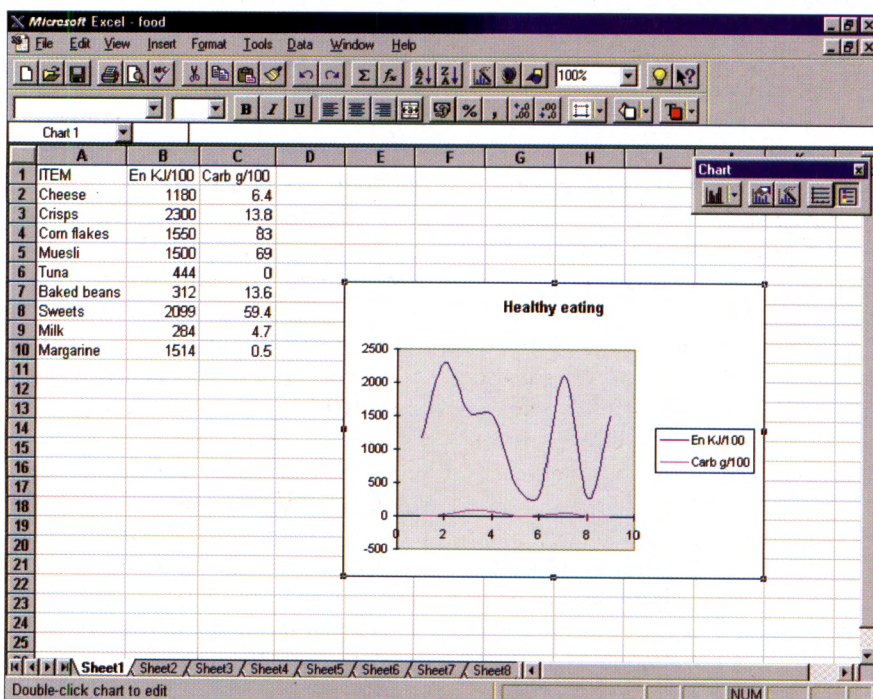 Microsoft Excel - food
File Edit View Insert Format Tools Data Window Help
100%
B I U
Chart 1
A B C D E F G H I
Chart
1 ITEM En KJ/100 Carb g/100
2 Cheese 1180 6.4
3 Crisps 2300 13.8
4 Corn flakes 1550 83
5 Muesli 1500 69
6 Tuna 444 0
7 Baked beans 312 13.6
8 Sweets 2099 59.4
9 Milk 284 4.7
10 Margarine 1514 0.5
11
12
13
14
15
16
17
18
19
20
21
22
23
24
25
Healthy eating
2500
2000
1500
1000
500
0
-500
0 2 4 6 8 10
En KJ/100
Carb g/100
Sheet1 Sheet2 Sheet3 Sheet4 Sheet5 Sheet6 Sheet7 Sheet8
Double-click chart to edit
NUM